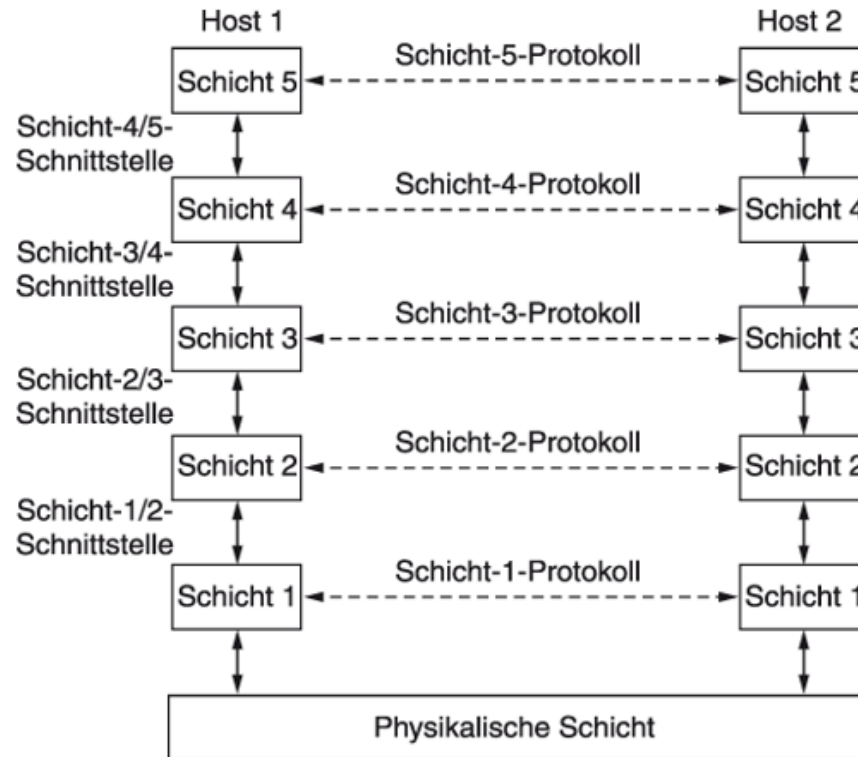 Host 1
Host 2
Schicht-5-Protokoll
Schicht 5
Schicht 5
Schicht-4/5-
Schnittstelle
Schicht-4-Protokoll
Schicht 4
Schicht 4
Schicht-3/4-
Schnittstelle
Schicht-3-Protokoll
Schicht 3
Schicht 3
Schicht-2/3-
Schnittstelle
Schicht-2-Protokoll
Schicht 2
Schicht 2
Schicht-1/2-
Schnittstelle
Schicht-1-Protokoll
Schicht 1
Schicht 1
Physikalische Schicht